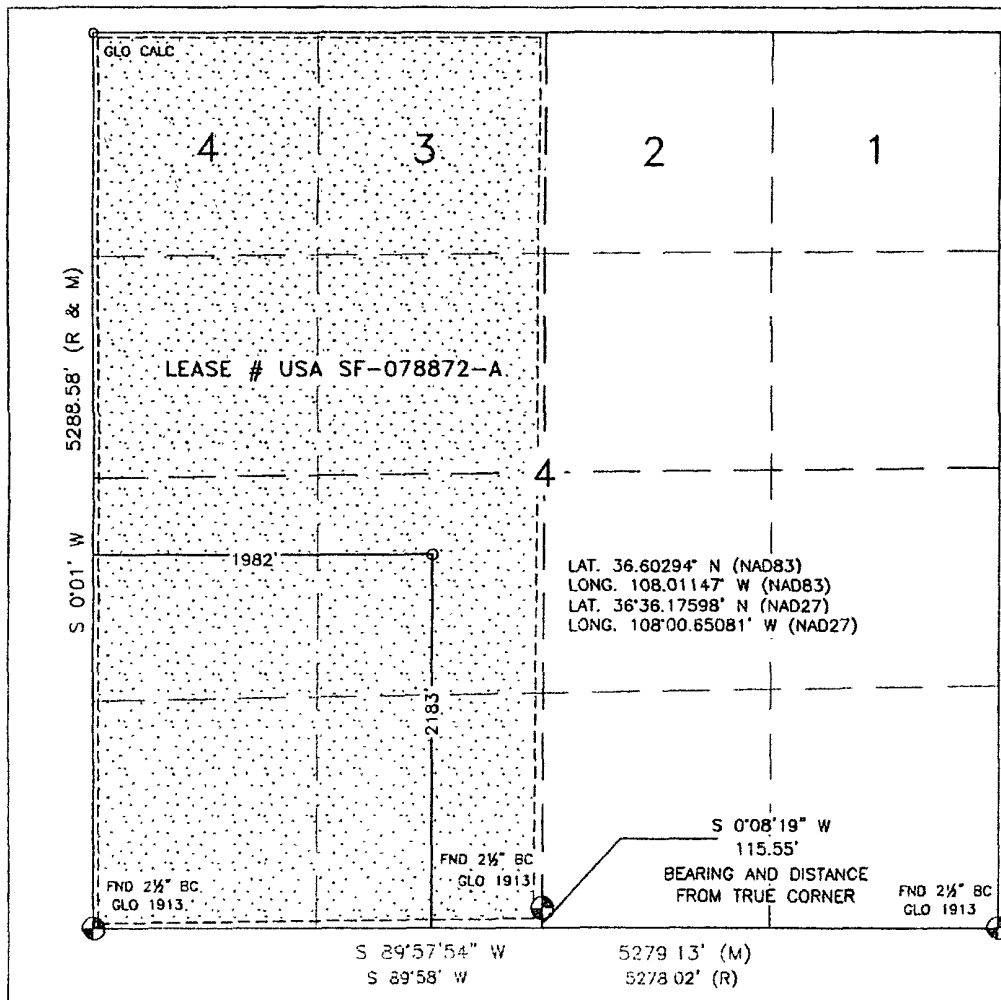 GLO CALC
4
3
2
1
5288.58' (R & M)
S 0°01' W
LEASE # USA SF-078872-A
4
1982'
2183'
LAT. 36.60294° N (NAD83)
LONG. 108.01147° W (NAD83)
LAT. 36°36.17598' N (NAD27)
LONG. 108°00.65081' W (NAD27)
S 0°08'19" W
115.55'
BEARING AND DISTANCE
FROM TRUE CORNER
FND 2½" BC
GLO 1913
FND 2½" BC
GLO 1913
FND 2½" BC
GLO 1913
S 89°57'54" W 5279.13' (M)
S 89°58' W 5278.02' (R)